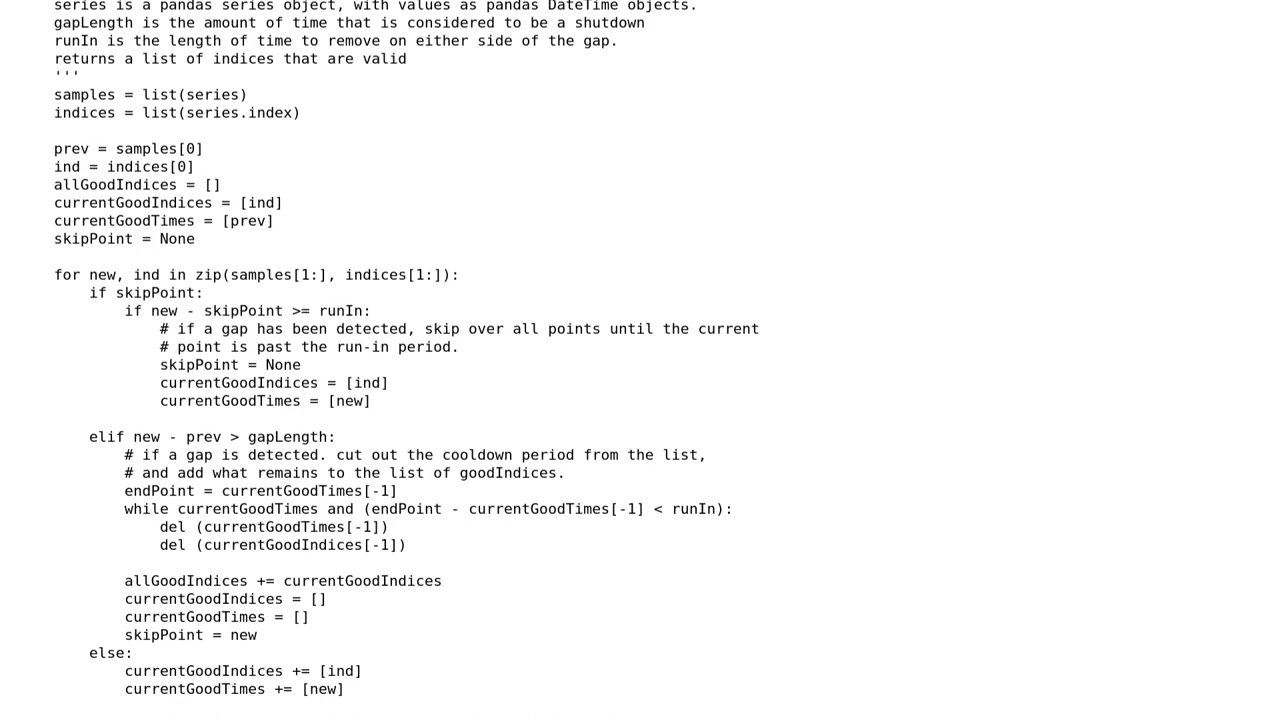 series is a pandas series object, with values as pandas DateTime objects.
gapLength is the amount of time that is considered to be a shutdown
runIn is the length of time to remove on either side of the gap.
returns a list of indices that are valid
'''
samples = list(series)
indices = list(series.index)
prev = samples[0]
ind = indices[0]
allGoodIndices = []
currentGoodIndices = [ind]
currentGoodTimes = [prev]
skipPoint = None
for new, ind in zip(samples[1:], indices[1:]):
    if skipPoint:
        if new - skipPoint >= runIn:
            # if a gap has been detected, skip over all points until the current
            # point is past the run-in period.
            skipPoint = None
            currentGoodIndices = [ind]
            currentGoodTimes = [new]
    elif new - prev > gapLength:
        # if a gap is detected. cut out the cooldown period from the list,
        # and add what remains to the list of goodIndices.
        endPoint = currentGoodTimes[-1]
        while currentGoodTimes and (endPoint - currentGoodTimes[-1] < runIn):
            del (currentGoodTimes[-1])
            del (currentGoodIndices[-1])
        allGoodIndices += currentGoodIndices
        currentGoodIndices = []
        currentGoodTimes = []
        skipPoint = new
    else:
        currentGoodIndices += [ind]
        currentGoodTimes += [new]